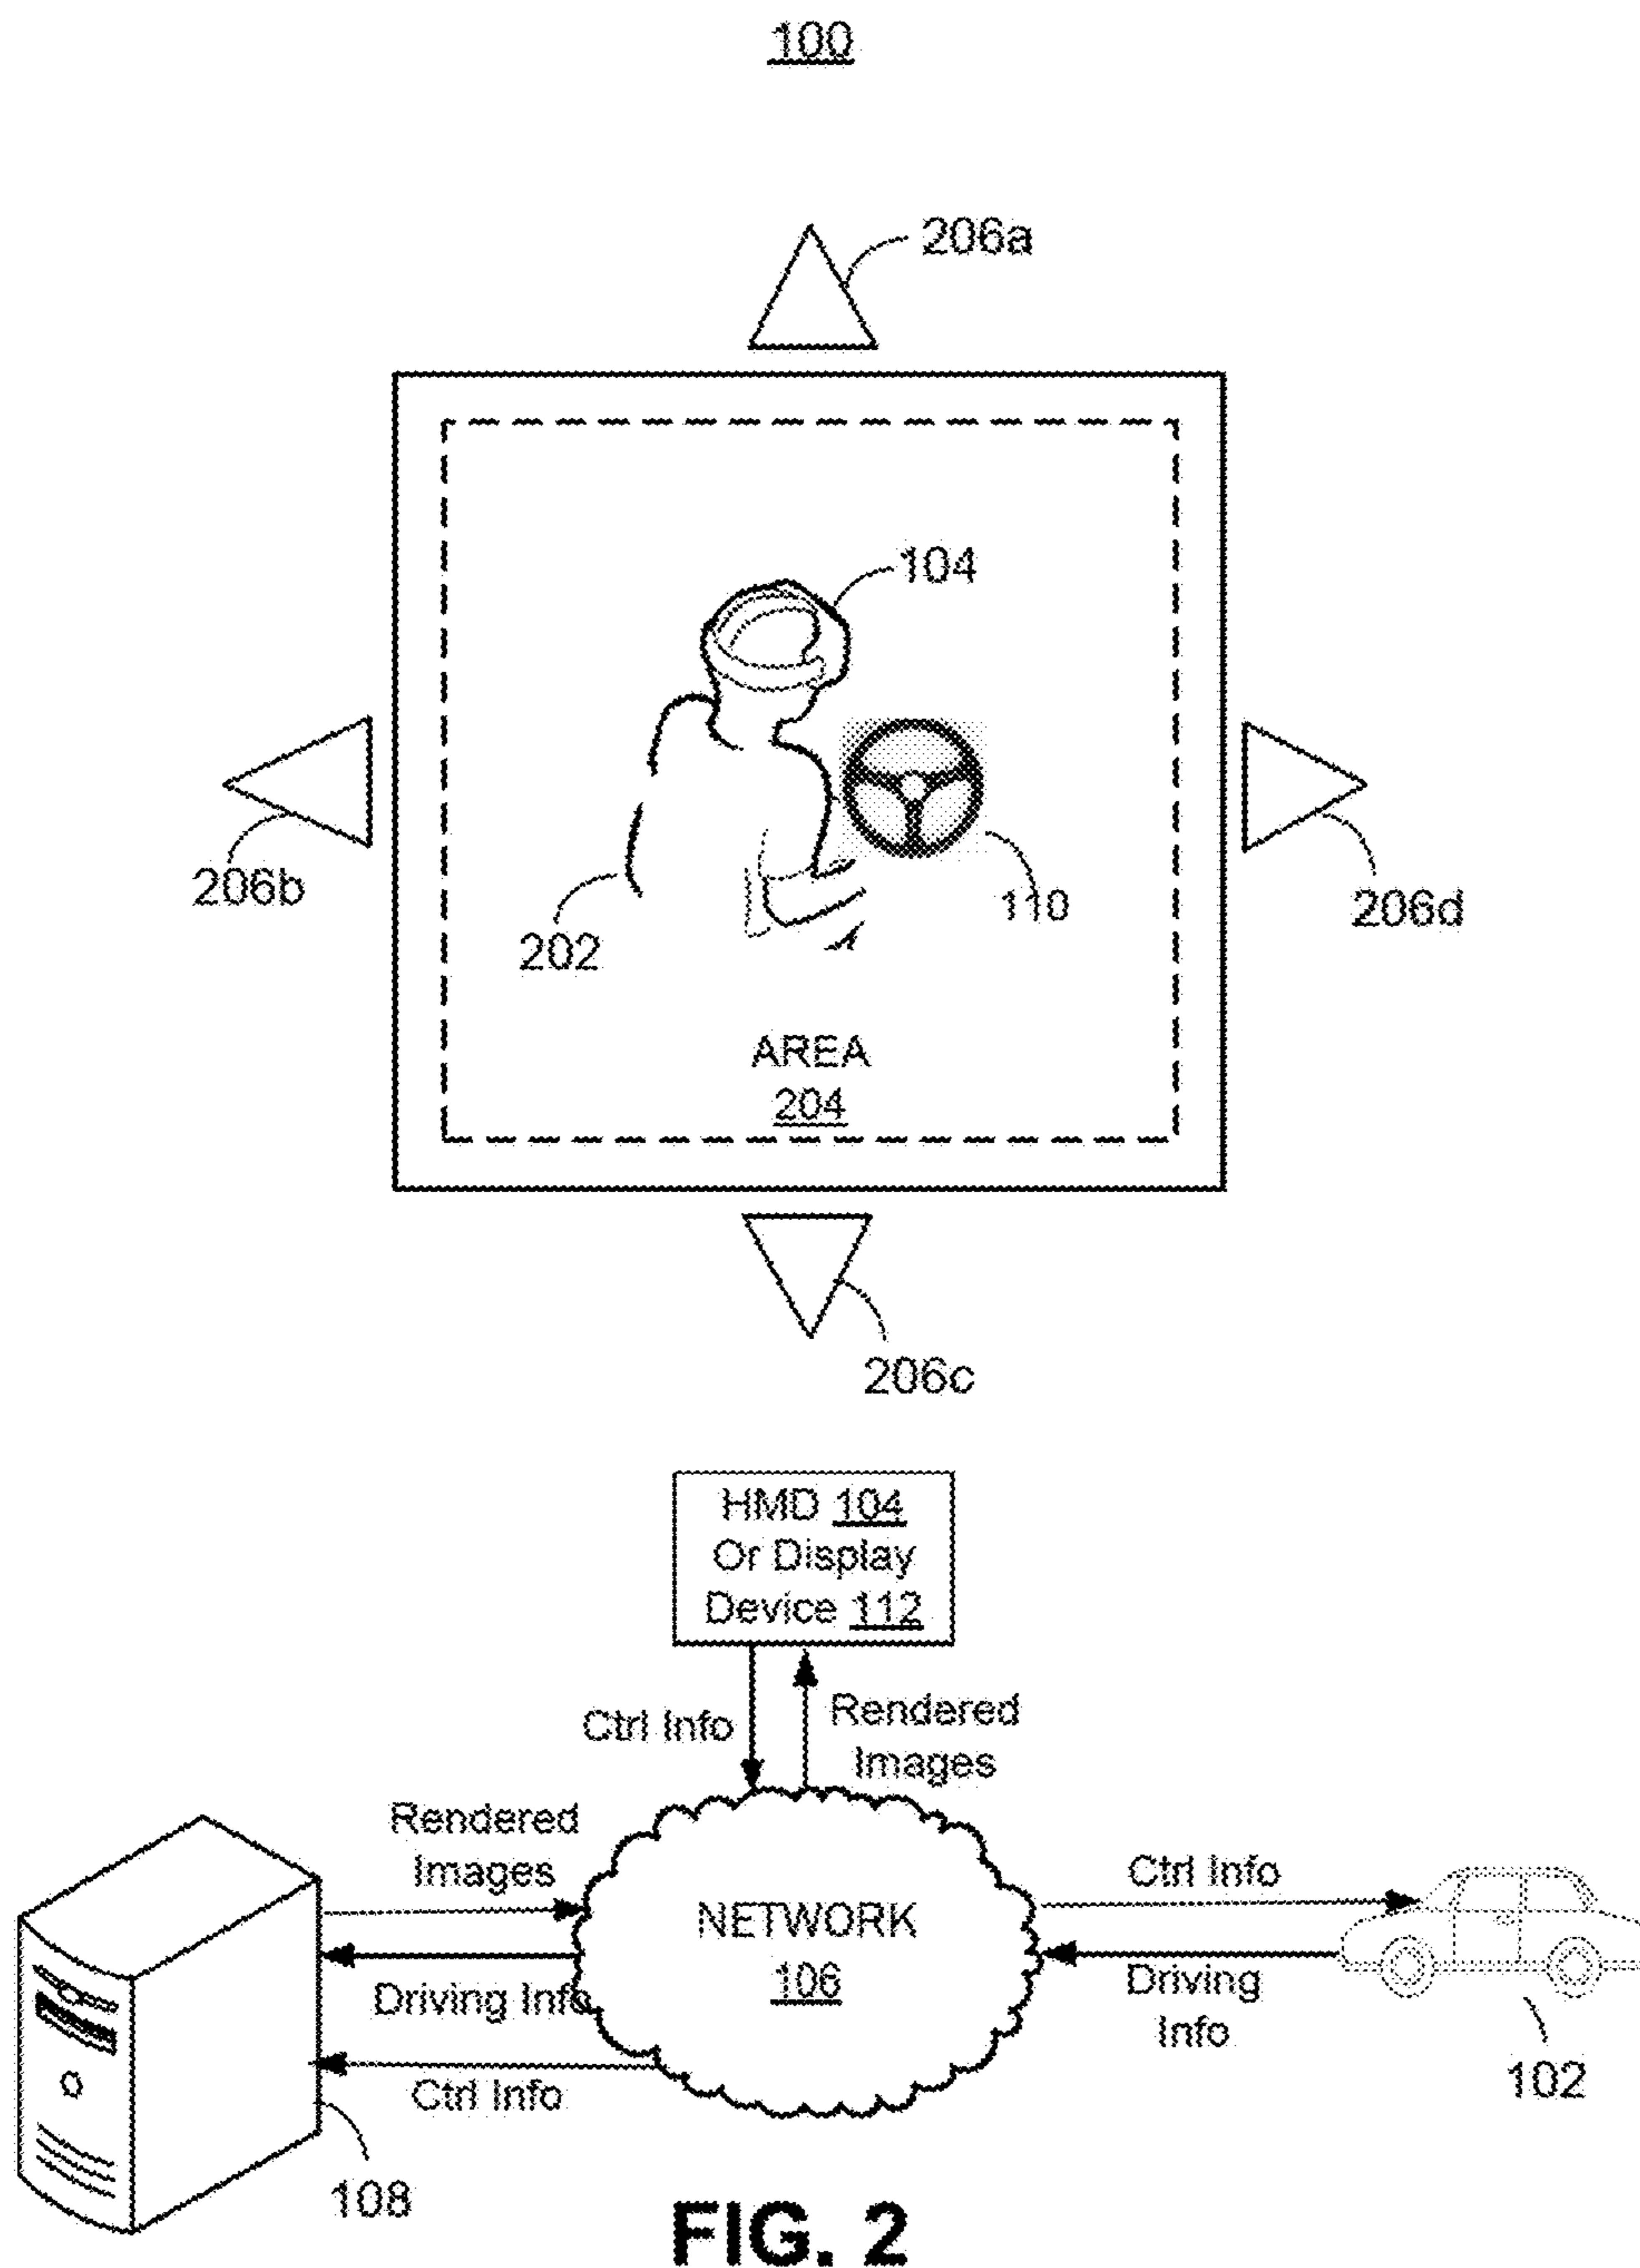 100
206a
104
206b
110
206d
202
AREA
204
206c
HMD 104
Or Display
Device 112
Ctrl Info
Rendered
Images
Rendered
Images
Ctrl Info
NETWORK
106
Driving Info
Driving
Info
Ctrl Info
102
108
FIG. 2